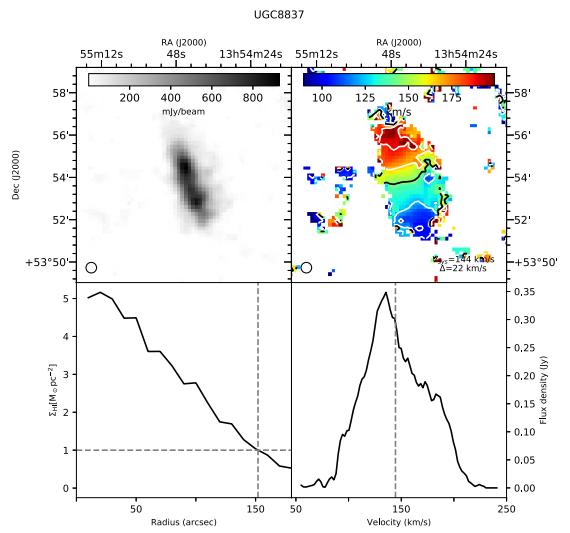 UGC8837
RA (J2000)
RA (J2000)
55m12s 48s 13h54m24s
55m12s 48s 13h54m24s
200 400 600 800
mJy/beam
100 125 150 175
km/s
Dec (J2000)
58'
56'
54'
52'
+53°50'
58'
56'
54'
52'
+53°50'
=144 km/s
Δ=22 km/s
Σ_HI[M_⊙pc⁻²]
5
4
3
2
1
0
50 150
Radius (arcsec)
0.35
0.30
0.25
0.20
0.15
0.10
0.05
0.00
Flux density (Jy)
50 100 150 200 250
Velocity (km/s)